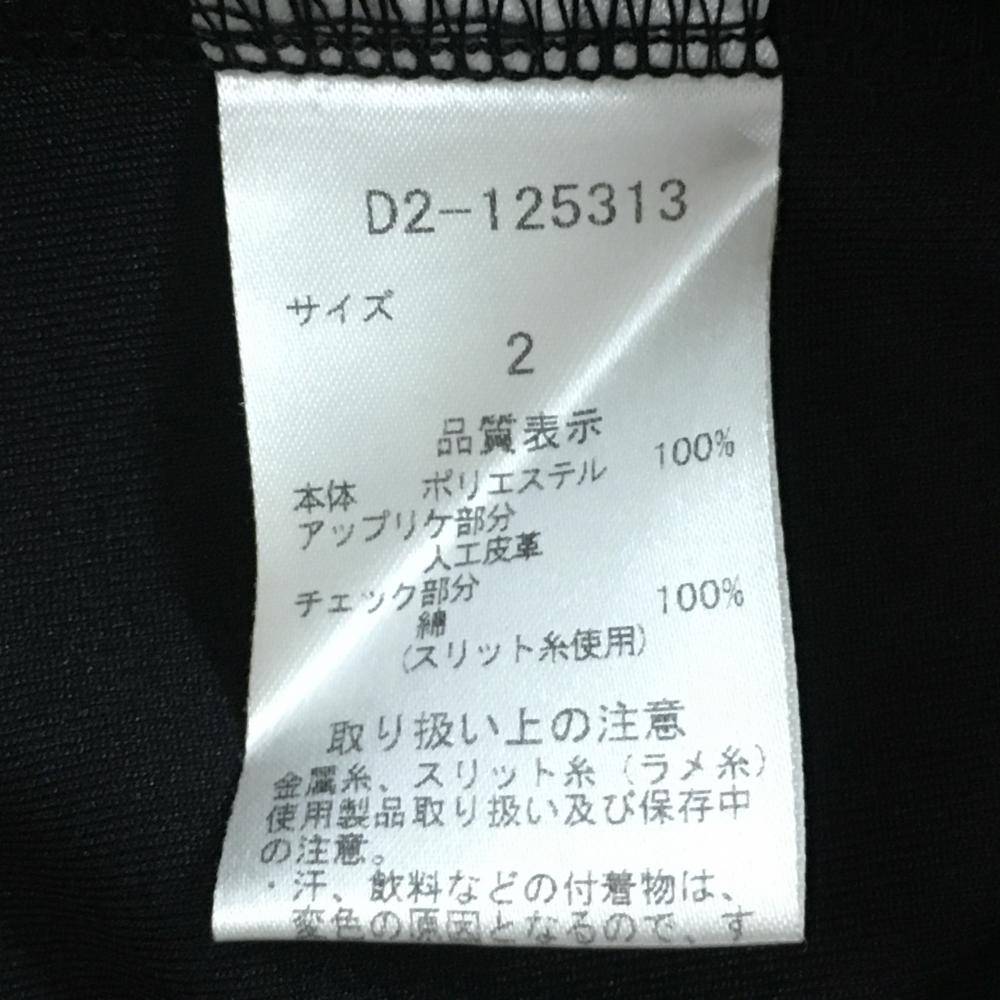 D2-125313
サイズ
2
品質表示
本体 ポリエステル 100%
アップリケ部分
人工皮革
チェック部分
綿 100%
(スリット糸使用)
取り扱い上の注意
金属糸、スリット糸（ラメ糸）
使用製品取り扱い及び保存中
の注意。
・汗、飲料などの付着物は、
変色の原因となるので、す